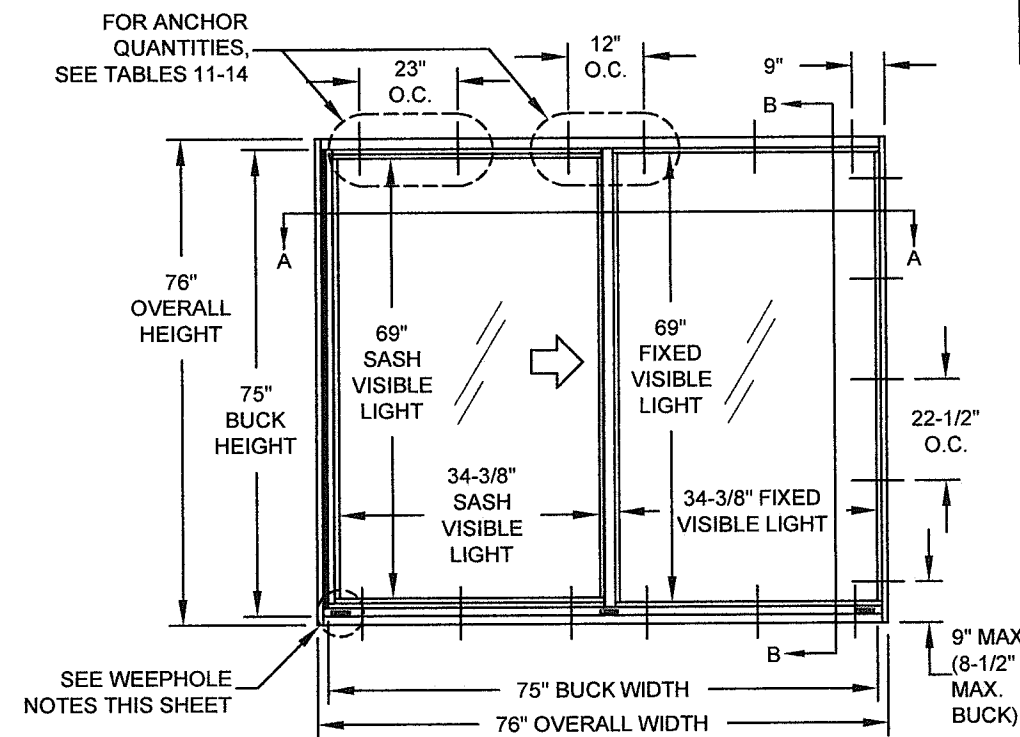 FOR ANCHOR
QUANTITIES,
SEE TABLES 11-14
23"
O.C.
12"
O.C.
9"
B
A
A
76"
OVERALL
HEIGHT
75"
BUCK
HEIGHT
69"
SASH
VISIBLE
LIGHT
69"
FIXED
VISIBLE
LIGHT
22-1/2"
O.C.
34-3/8"
SASH
VISIBLE
LIGHT
34-3/8" FIXED
VISIBLE LIGHT
9" MAX
(8-1/2"
MAX.
BUCK)
B
SEE WEEPHOLE
NOTES THIS SHEET
75" BUCK WIDTH
76" OVERALL WIDTH